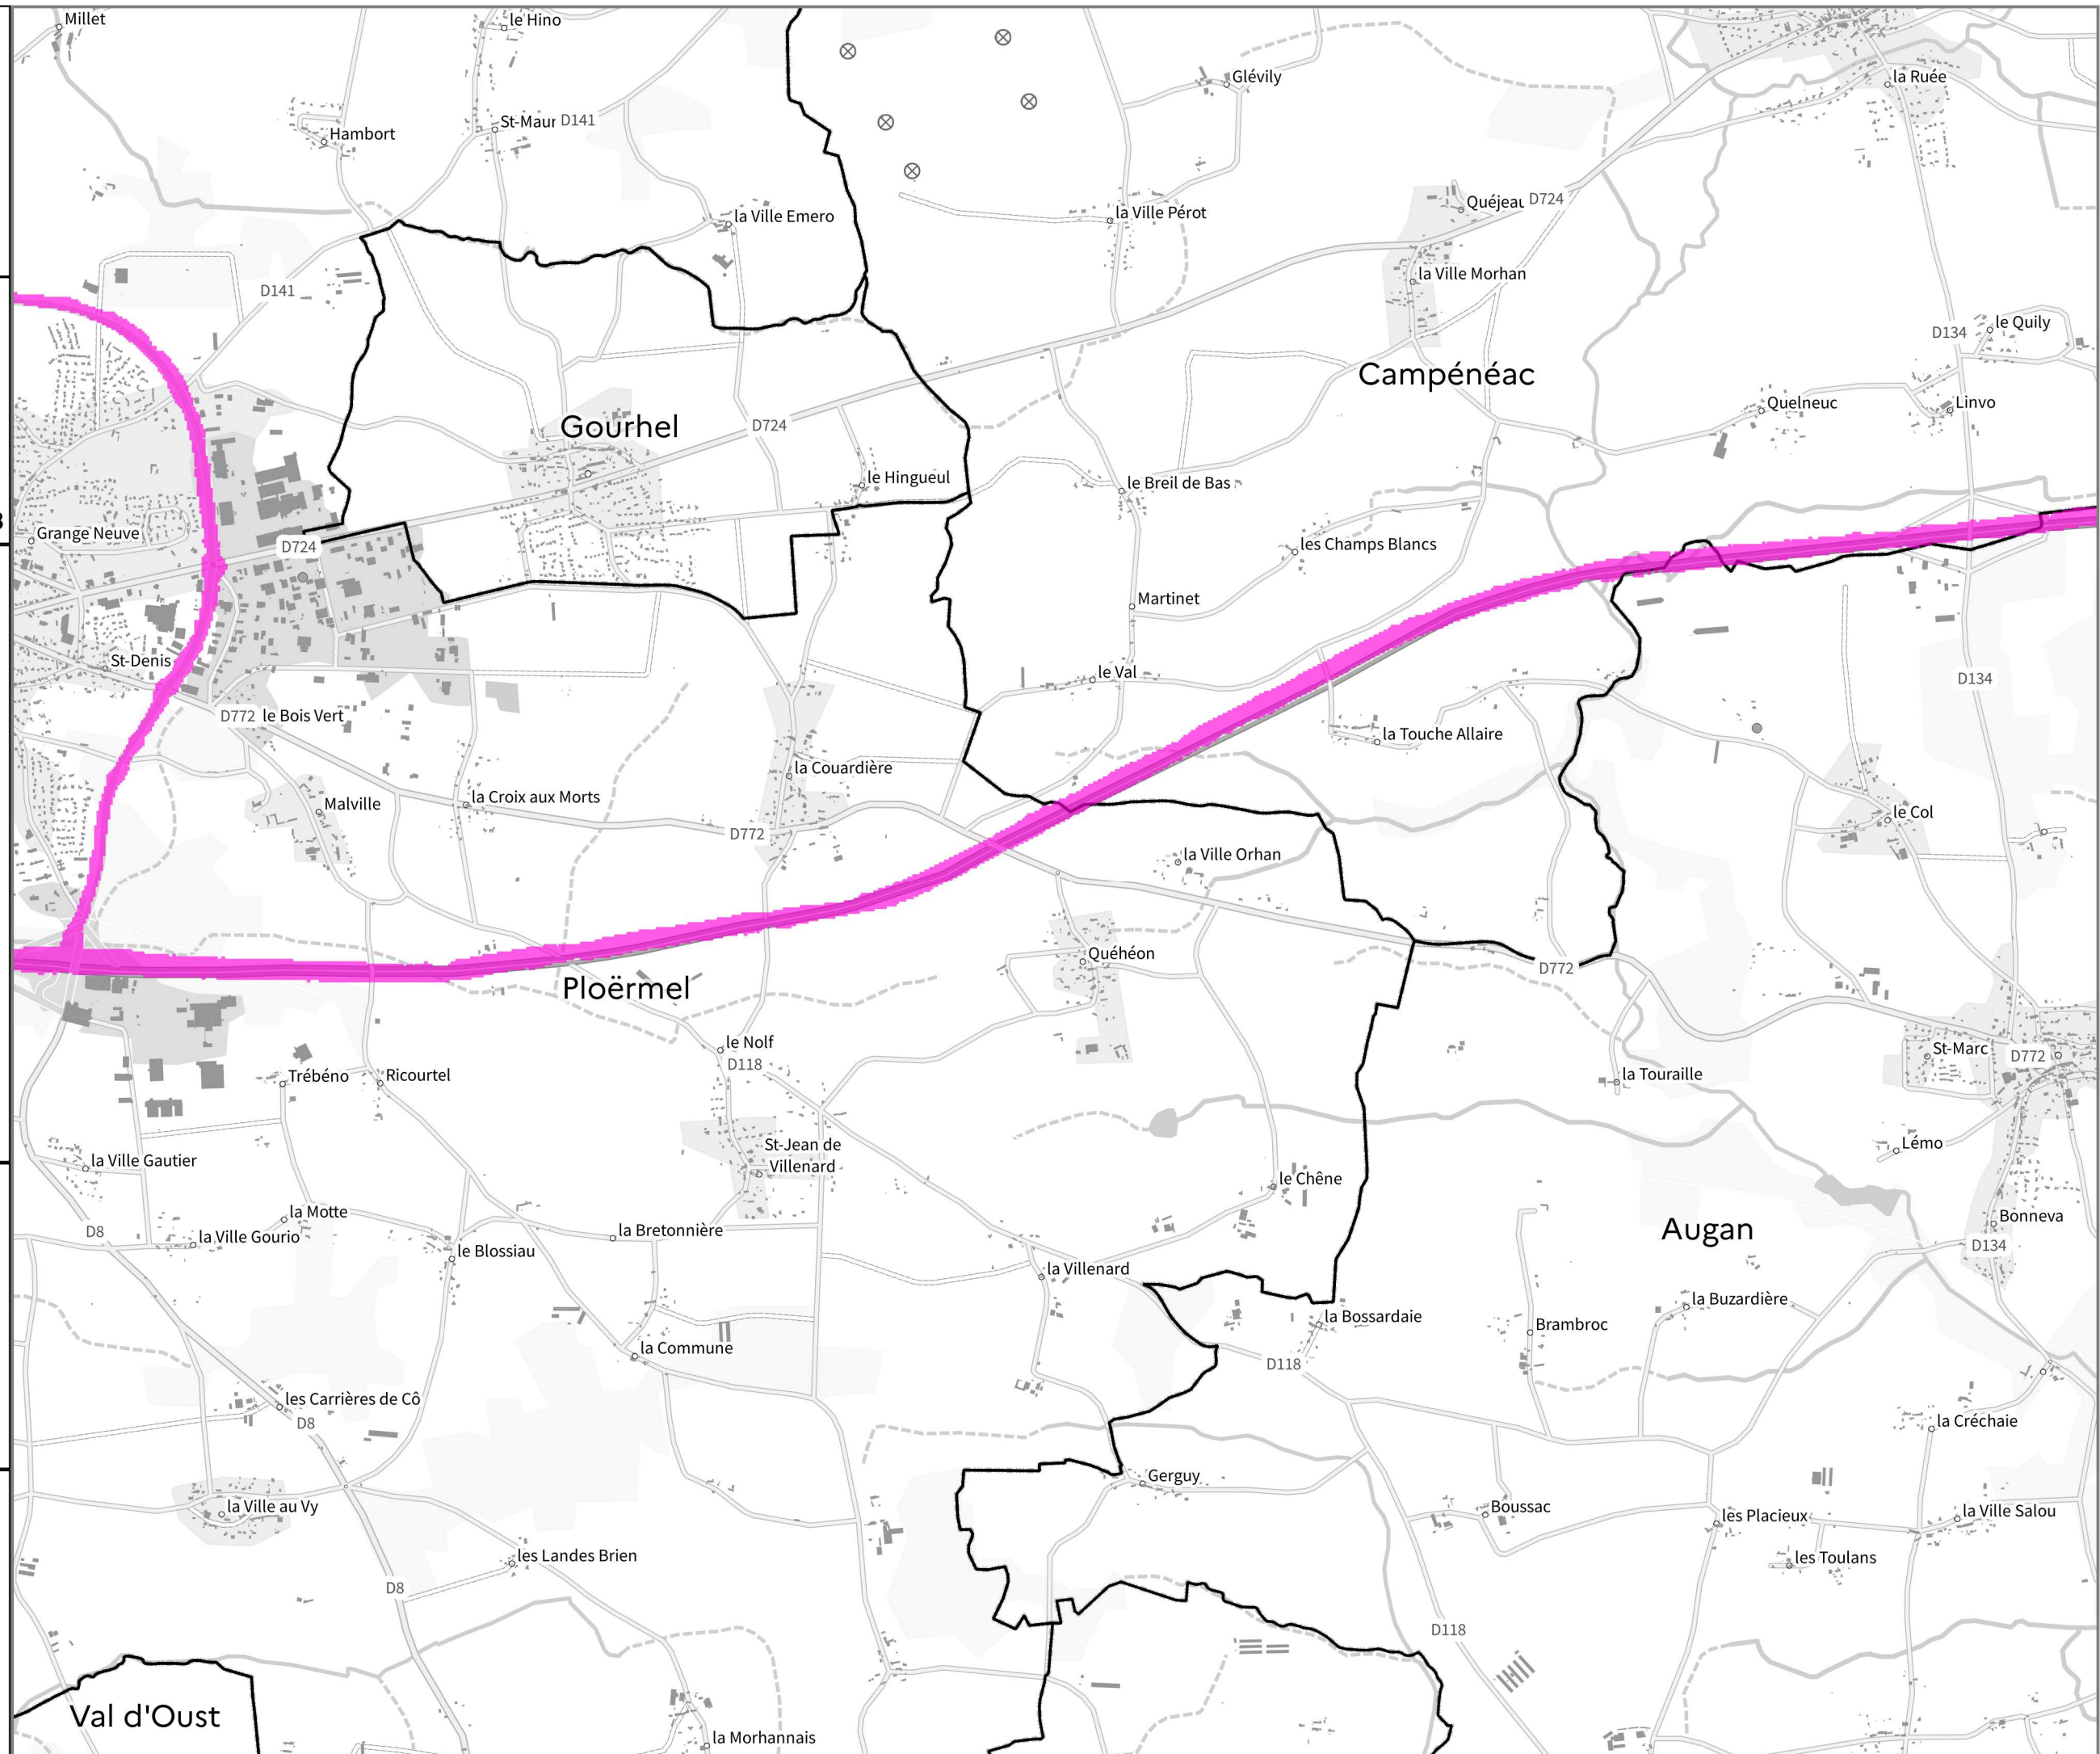 Millet
le Hino
Glévily
la Ruée
St-Maur
D141
Hambort
Quéjeau
D724
la Ville Emero
la Ville Pérot
la Ville Morhan
D141
le Quily
D134
Campénéac
Quelneuc
Linvo
Gourhel
D724
le Hingueul
le Breil de Bas
Grange Neuve
D724
les Champs Blancs
Martinet
St-Denis
le Val
D134
D772
le Bois Vert
la Touche Allaire
la Couardière
la Croix aux Morts
Malville
D772
le Col
la Ville Orhan
Quéhéon
D772
Ploërmel
le Nolf
St-Marc
D772
D118
Trébéno
Ricourtel
la Touraille
St-Jean de
Villenard
Lémo
la Ville Gautier
le Chêne
la Motte
Bonneva
D8
la Ville Gourio
la Bretonnière
Augan
le Blossiau
D134
la Villenard
la Buzardière
la Bossardaie
Brambroc
la Commune
D118
les Carrières de Cô
D8
la Créchaie
Gerguy
la Ville au Vy
Boussac
la Ville Salou
les Placieux
les Landes Brien
les Toulans
D8
D118
Val d'Oust
la Morhannais